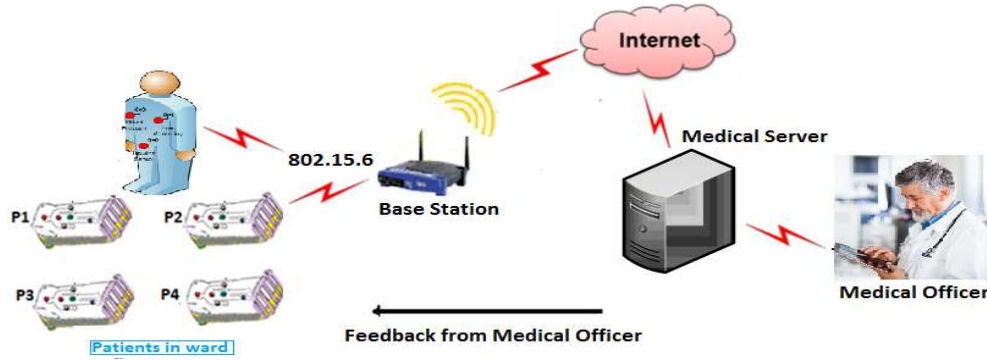 Internet
Medical Server
802.15.6
Base Station
P1
P2
P3
P4
Medical Officer
Feedback from Medical Officer
Patients in ward